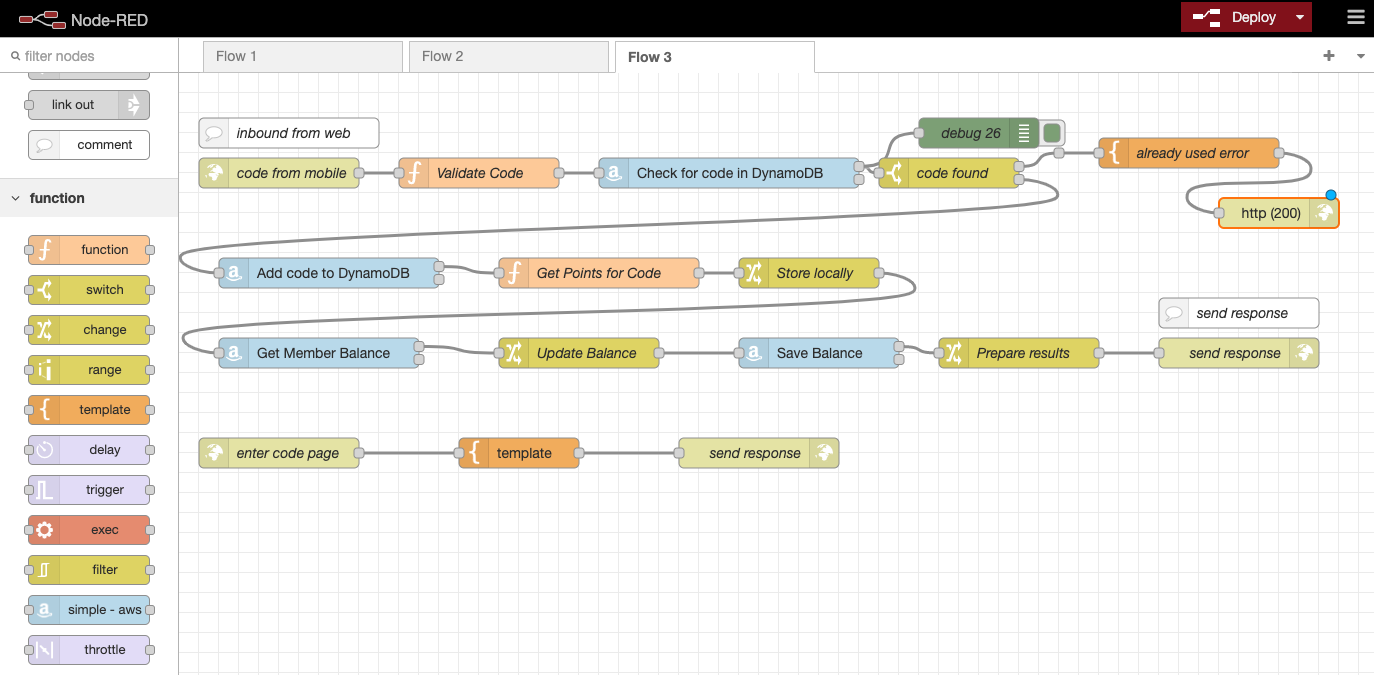 Node-RED
Deploy
filter nodes
Flow 1
Flow 2
Flow 3
link out
comment
function
function
switch
change
range
template
delay
trigger
exec
filter
simple - aws
throttle
inbound from web
debug 26
code from mobile
Validate Code
Check for code in DynamoDB
code found
already used error
http (200)
Add code to DynamoDB
Get Points for Code
Store locally
send response
Get Member Balance
Update Balance
Save Balance
Prepare results
send response
enter code page
template
send response